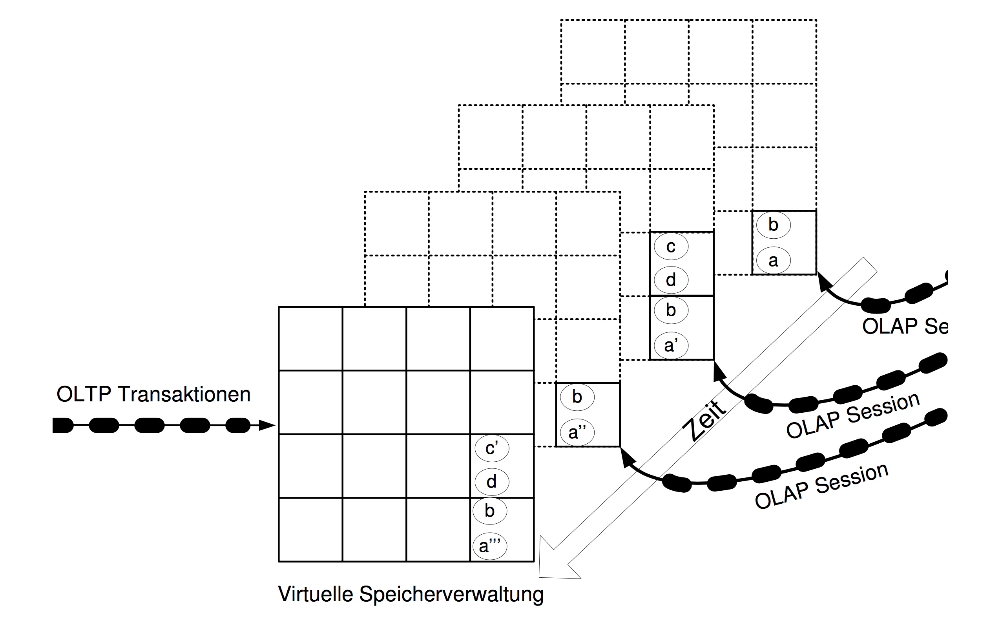 b
a
c
d
b
a’
OLAP Se
b
a’’
OLTP Transaktionen
OLAP Session
Zeit
c’
d
OLAP Session
b
a’’’
Virtuelle Speicherverwaltung